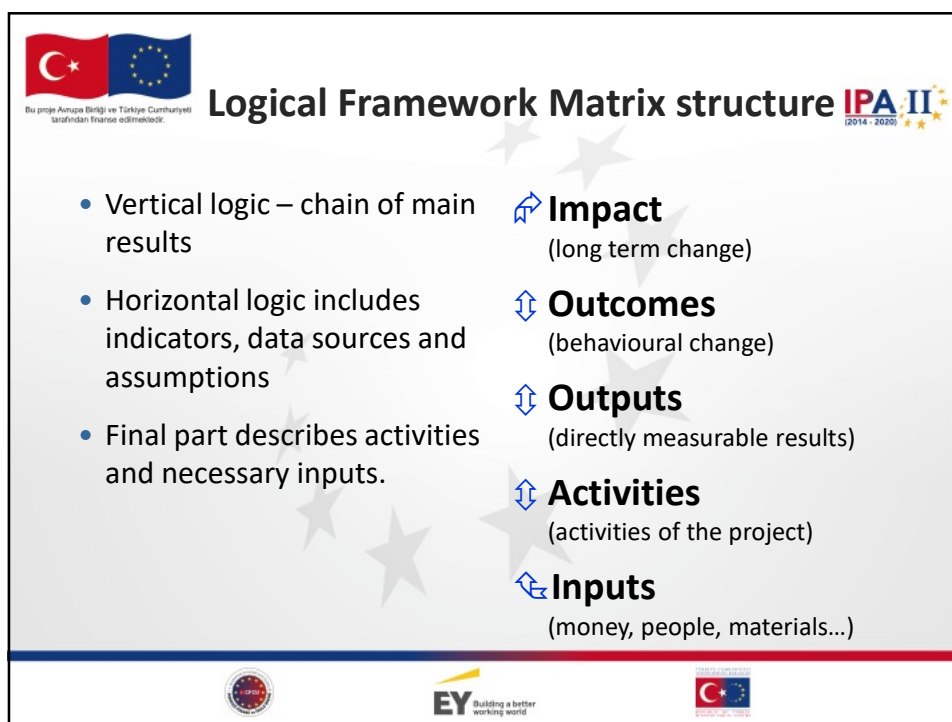 Bu proje Avrupa Birliği ve Türkiye Cumhuriyeti
tarafından finanse edilmektedir.
Logical Framework Matrix structure
IPA II
(2014 - 2020)
• Vertical logic – chain of main
results
• Horizontal logic includes
indicators, data sources and
assumptions
• Final part describes activities
and necessary inputs.
Impact
(long term change)
Outcomes
(behavioural change)
Outputs
(directly measurable results)
Activities
(activities of the project)
Inputs
(money, people, materials…)
CFCU
EY Building a better
working world